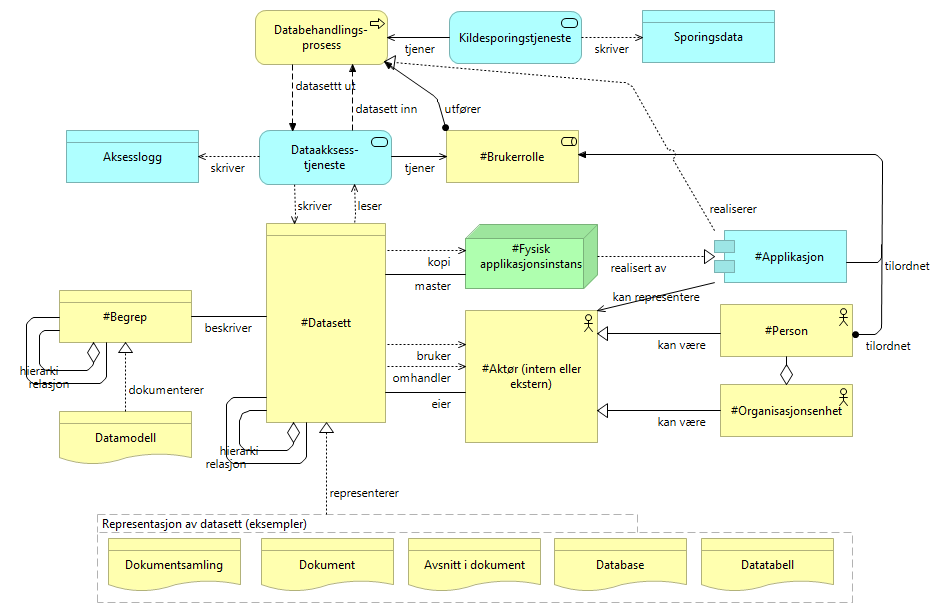 Databehandlings-
prosess
Kildesporingstjeneste
Sporingsdata
tjener
skriver
datasettt ut
datasett inn
utfører
Aksesslogg
Dataakksess-
tjeneste
#Brukerrolle
skriver
tjener
skriver
leser
realiserer
#Fysisk
applikasjonsinstans
#Applikasjon
kopi
realisert av
tilordnet
master
kan representere
#Begrep
beskriver
#Datasett
#Person
kan være
tilordnet
bruker
#Aktør (intern eller
ekstern)
omhandler
hierarki
relasjon
dokumenterer
eier
kan være
#Organisasjonsenhet
Datamodell
hierarki
relasjon
representerer
Representasjon av datasett (eksempler)
Dokumentsamling
Dokument
Avsnitt i dokument
Database
Datatabell